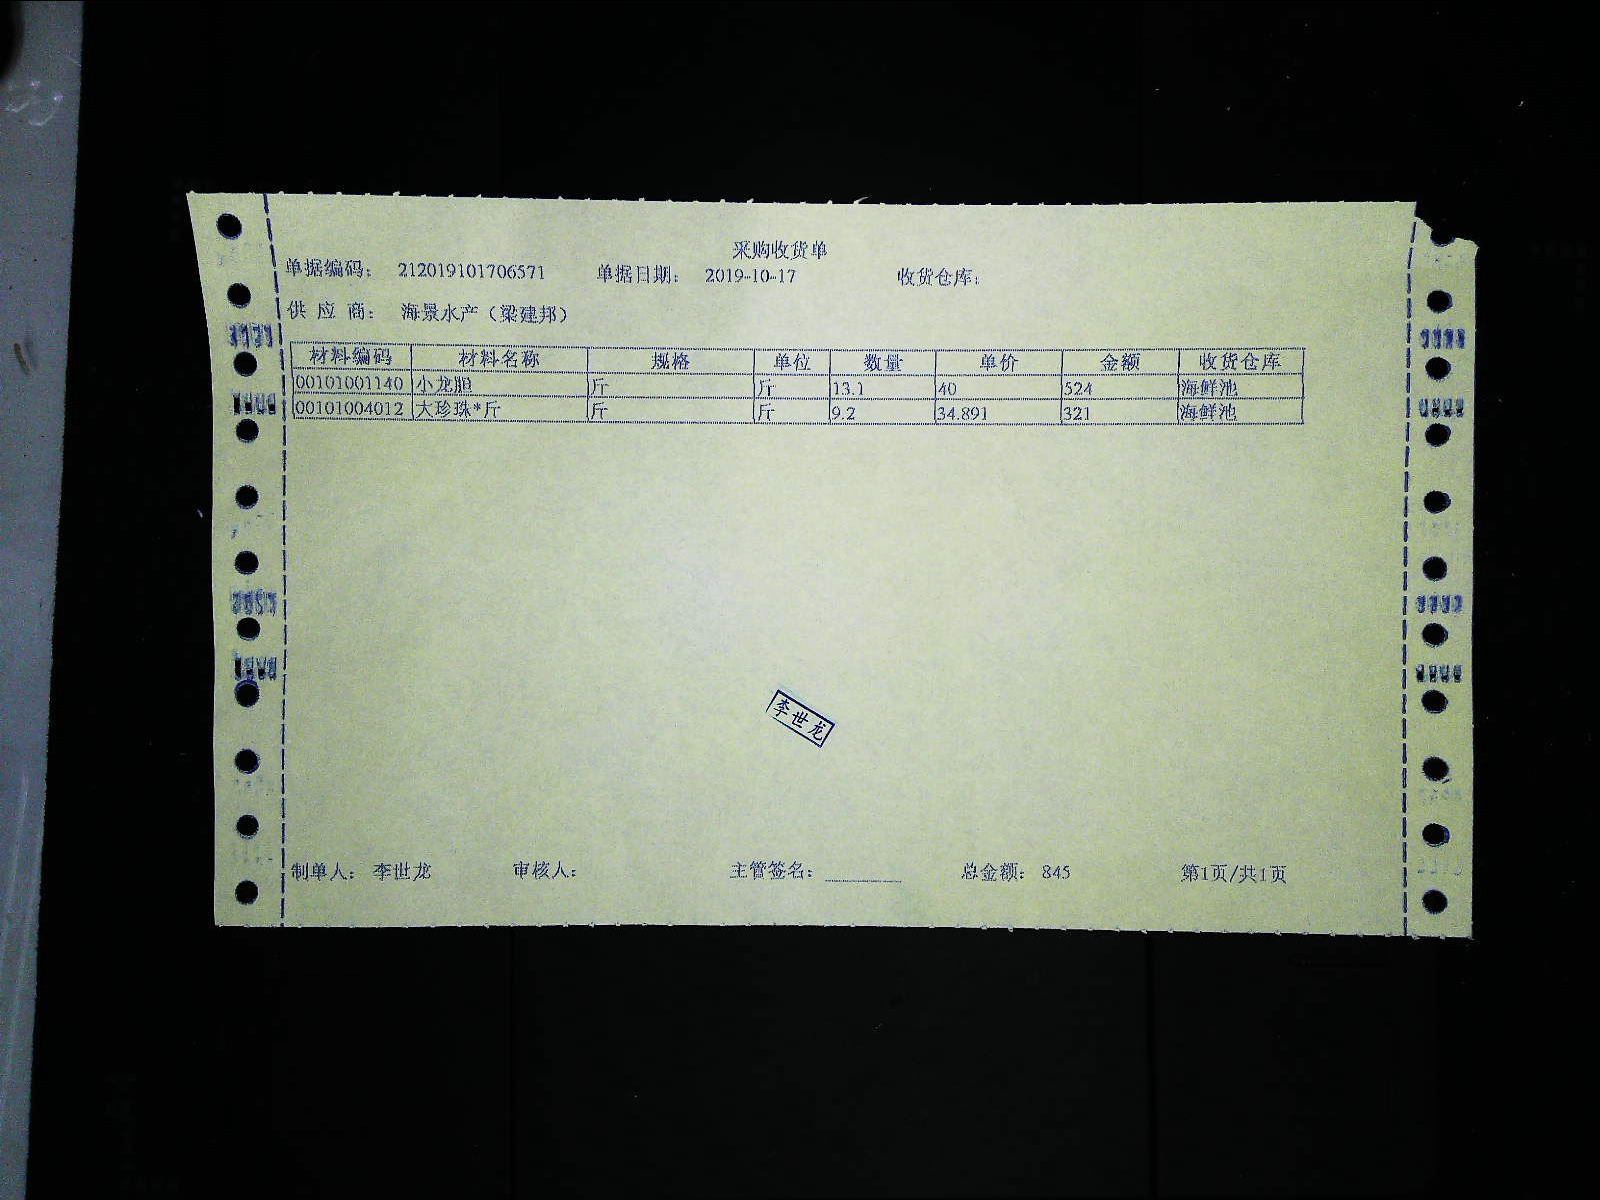 采购收货单
单据编码： 212019101706571 单据日期： 2019-10-17 收货仓库：
供 应 商： 海景水产（梁建邦）
材料编码 材料名称 规格 单位 数量 单价 金额 收货仓库
00101001140 小龙胆 斤 斤 13.1 40 524 海鲜池
00101004012 大珍珠*斤 斤 斤 9.2 34.891 321 海鲜池
李世龙
制单人： 李世龙 审核人： 主管签名：________ 总金额： 845 第1页/共1页